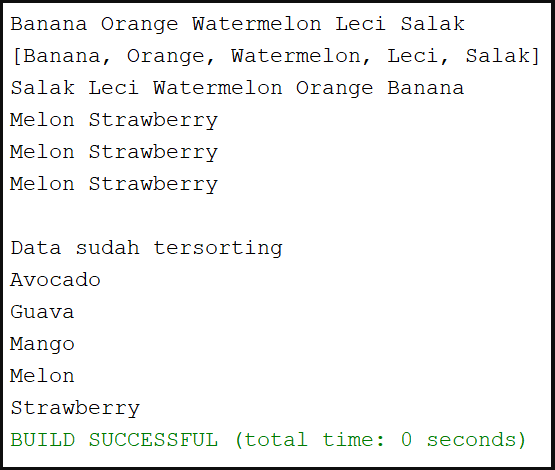 Banana Orange Watermelon Leci Salak
[Banana, Orange, Watermelon, Leci, Salak]
Salak Leci Watermelon Orange Banana
Melon Strawberry
Melon Strawberry
Melon Strawberry

Data sudah tersorting
Avocado
Guava
Mango
Melon
Strawberry
BUILD SUCCESSFUL (total time: 0 seconds)